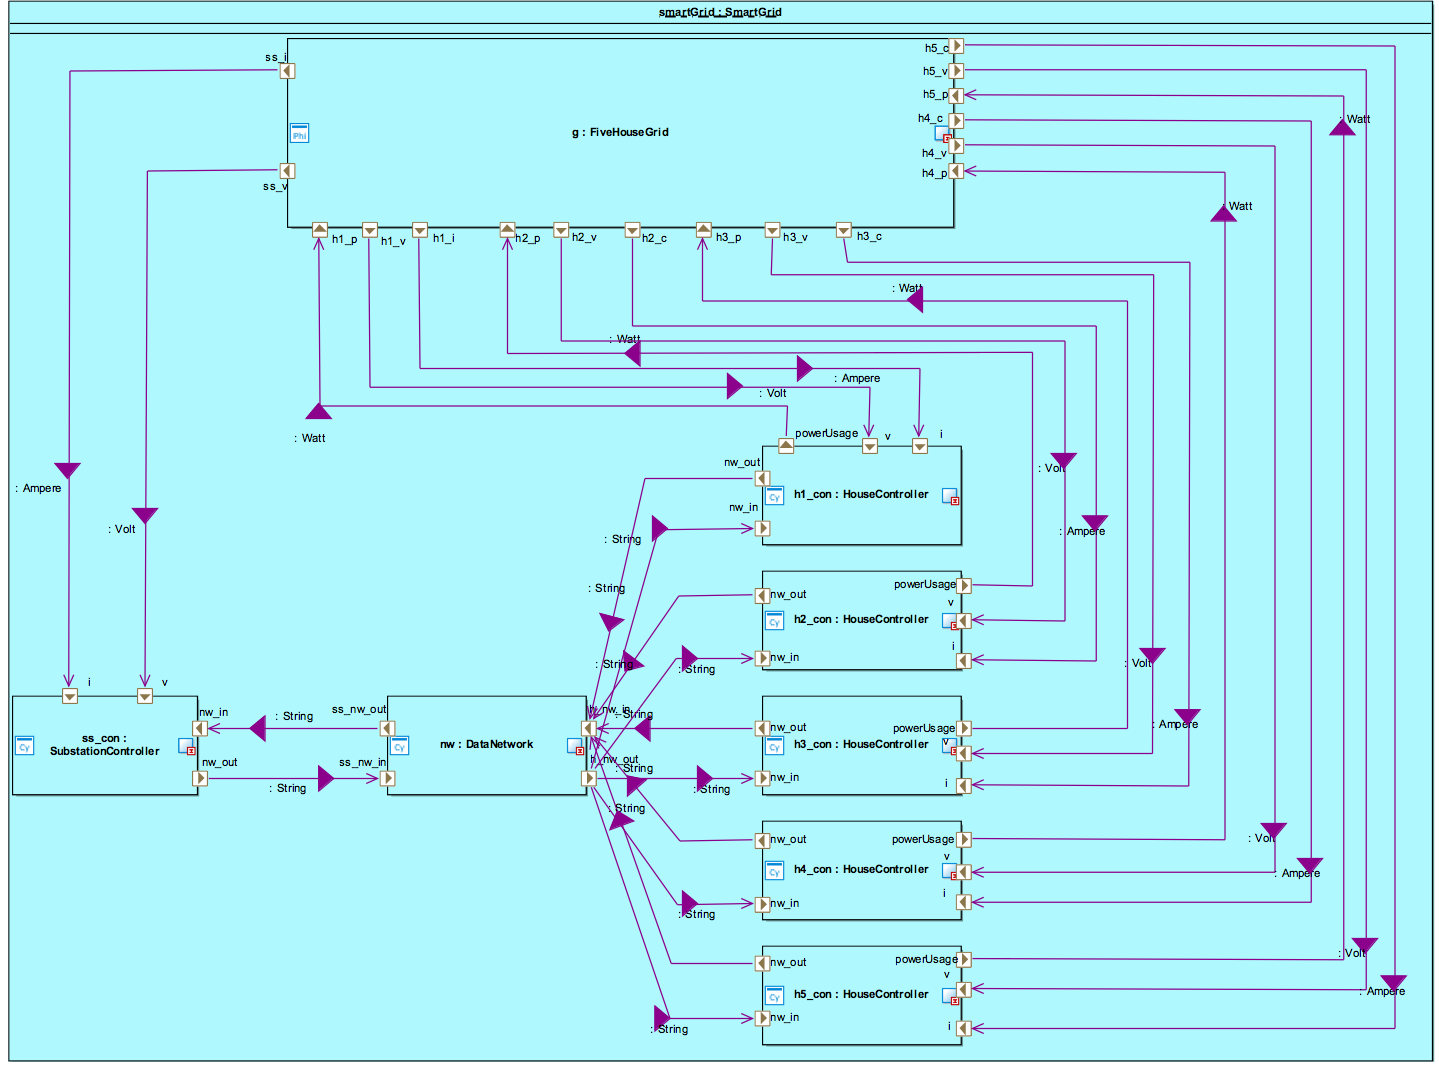 smartGrid : SmartGrid
ss_i
h5_c
h5_v
h5_p
h4_c
: Watt
Phi
g : FiveHouseGrid
h4_v
h4_p
ss_v
: Watt
h1_p
h1_v
h1_i
h2_p
h2_v
h2_c
h3_p
h3_v
h3_c
: Watt
: Watt
: Ampere
: Volt
: Watt
powerUsage
v
i
nw_out
: Volt
: Ampere
Cy
h1_con : HouseController
nw_in
: Volt
: Ampere
: String
: String
powerUsage
nw_out
v
Cy
h2_con : HouseController
i
nw_in
: String
: String
: Volt
i
v
nw_in
: String
ss_nw_out
h_nw_in
: String
: Ampere
nw_out
powerUsage
ss_con :
SubstationController
Cy
Cy
nw : DataNetwork
Cy
h3_con : HouseController
v
nw_out
ss_nw_in
h_nw_out
: String
nw_in
i
: String
: String
: String
nw_out
powerUsage
: Volt
v
Cy
h4_con : HouseController
: Ampere
i
nw_in
: String
nw_out
powerUsage
: Volt
v
Cy
h5_con : HouseController
: Ampere
nw_in
i
: String